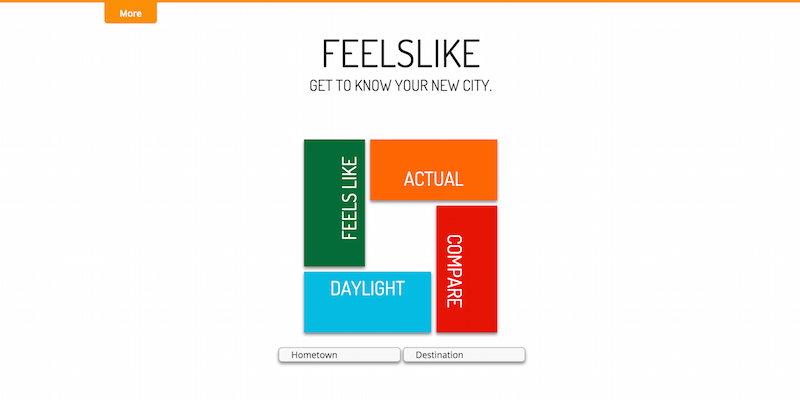 More
FEELSLIKE
GET TO KNOW YOUR NEW CITY.
FEELS LIKE
ACTUAL
COMPARE
DAYLIGHT
Hometown
Destination